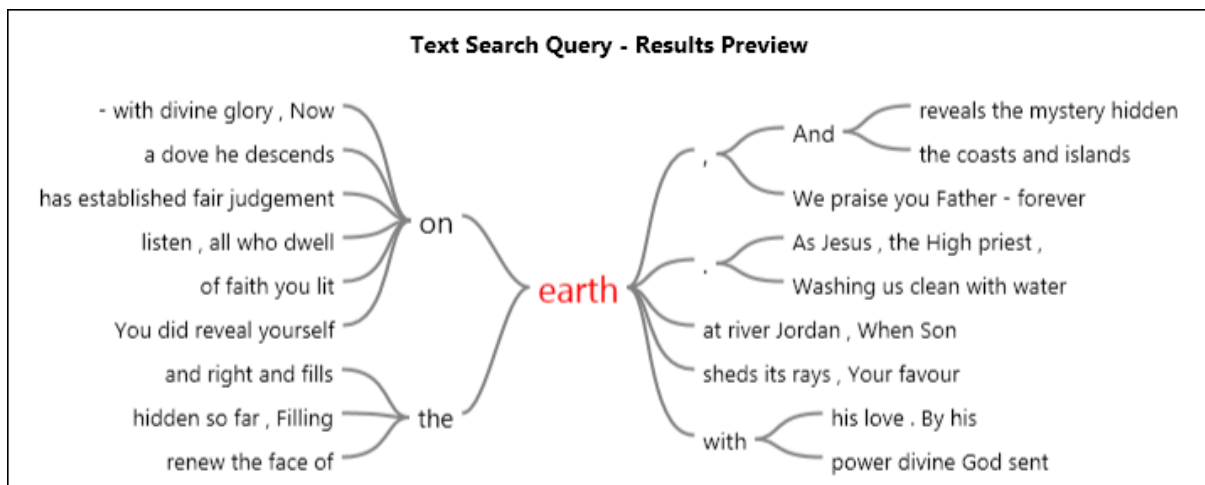 Text Search Query - Results Preview
- with divine glory , Now
a dove he descends
has established fair judgement
listen , all who dwell
of faith you lit
You did reveal yourself
on
and right and fills
hidden so far , Filling
renew the face of
the
earth
,
And
reveals the mystery hidden
the coasts and islands
We praise you Father - forever
.
As Jesus , the High priest ,
Washing us clean with water
at river Jordan , When Son
sheds its rays , Your favour
with
his love . By his
power divine God sent